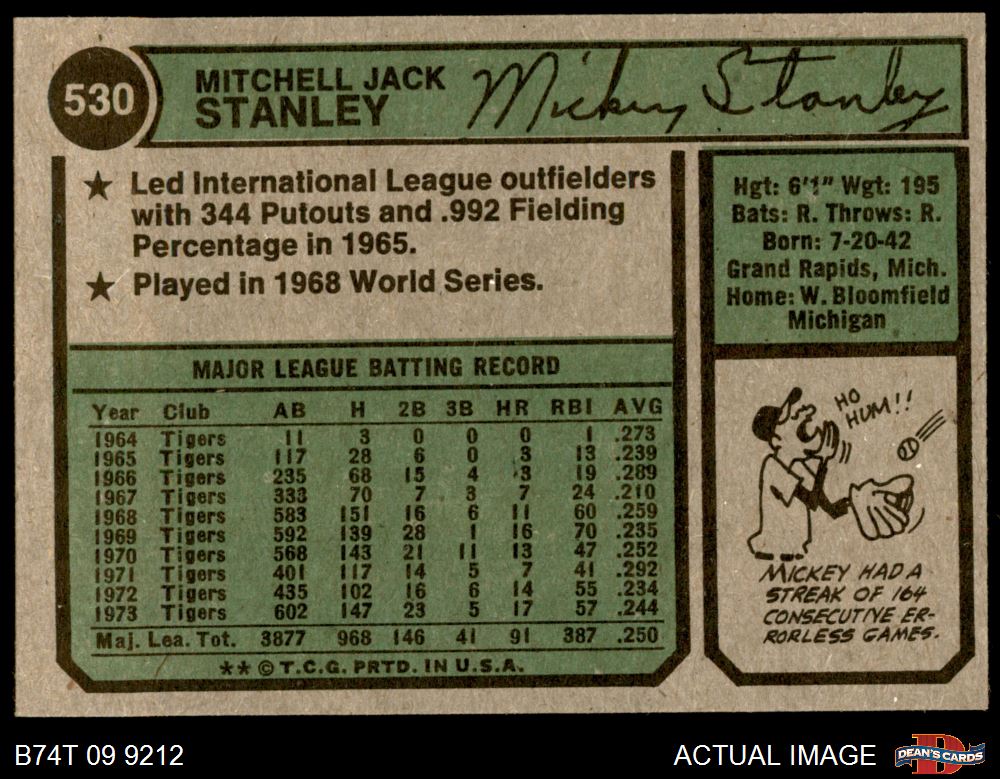 530
MITCHELL JACK
STANLEY
Mickey Stanley
★ Led International League outfielders
with 344 Putouts and .992 Fielding
Percentage in 1965.
★ Played in 1968 World Series.
Hgt: 6'1" Wgt: 195
Bats: R. Throws: R.
Born: 7-20-42
Grand Rapids, Mich.
Home: W. Bloomfield
Michigan
MAJOR LEAGUE BATTING RECORD
Year Club AB H 2B 3B HR RBI AVG
1964 Tigers 11 3 0 0 0 1 .273
1965 Tigers 117 28 6 0 3 13 .239
1966 Tigers 235 68 15 4 3 19 .289
1967 Tigers 333 70 7 3 7 24 .210
1968 Tigers 583 151 16 6 11 60 .259
1969 Tigers 592 139 28 1 16 70 .235
1970 Tigers 568 143 21 11 13 47 .252
1971 Tigers 401 117 14 5 7 41 .292
1972 Tigers 435 102 16 6 14 55 .234
1973 Tigers 602 147 23 5 17 57 .244
Maj. Lea. Tot. 3877 968 146 41 91 387 .250
** © T.C.G. PRTD. IN U.S.A.
HO
HUM!!
MICKEY HAD A
STREAK OF 164
CONSECUTIVE ER-
RORLESS GAMES.
B74T 09 9212
ACTUAL IMAGE
DEAN'S CARDS